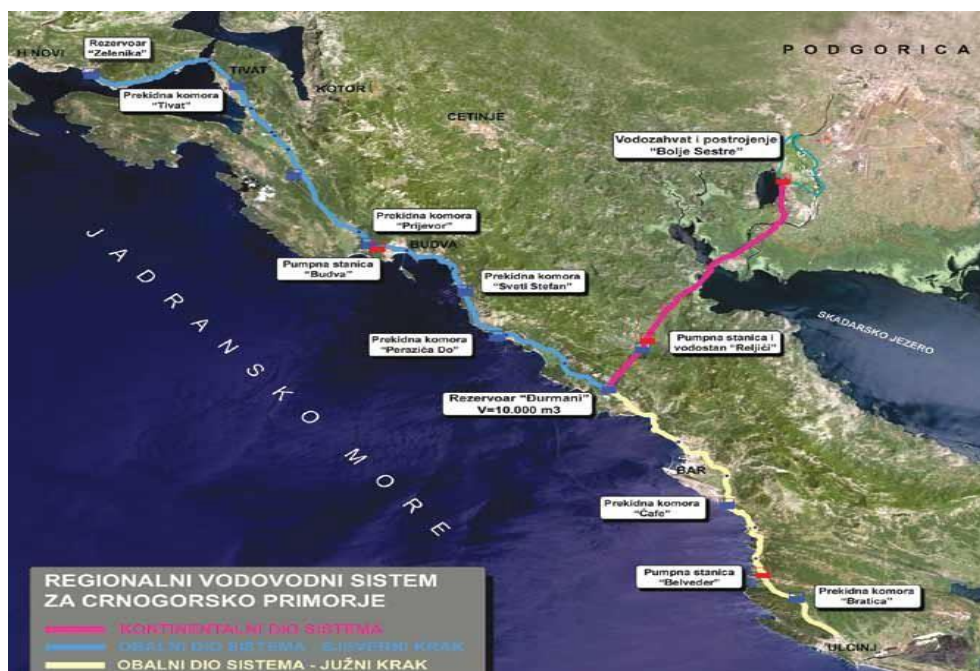 PODGORICA
H NOVI
Rezervoar
"Zelenika"
TIVAT
Prekidna komora
"Tivat"
KOTOR
CETINJE
Vodozahvat i postrojenje
"Bolje Sestre"
Prekidna komora
"Prijevor"
BUDVA
Pumpna stanica
"Budva"
Prekidna komora
"Sveti Stefan"
JADRANSKO MORE
SKADARSKO JEZERO
Prekidna komora
"Perazića Do"
Pumpna stanica i
vodostan "Reljići"
Rezervoar "Đurmani"
V=10.000 m3
BAR
Prekidna komora
"Ćafe"
Pumpna stanica
"Belveder"
Prekidna komora
"Bratica"
ULCINJ
REGIONALNI VODOVODNI SISTEM
ZA CRNOGORSKO PRIMORJE
KONTINENTALNI DIO SISTEMA
OBALNI DIO SISTEMA - SJEVERNI KRAK
OBALNI DIO SISTEMA - JUŽNI KRAK